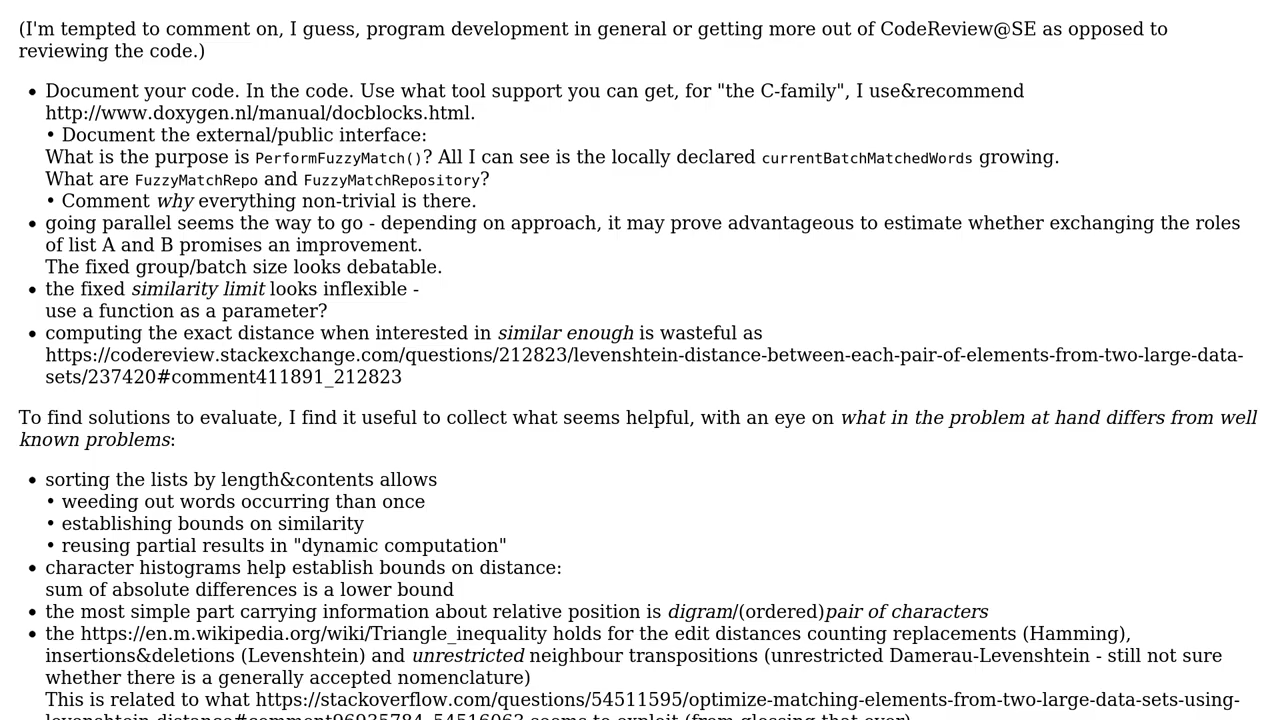 (I'm tempted to comment on, I guess, program development in general or getting more out of CodeReview@SE as opposed to
reviewing the code.)
• Document your code. In the code. Use what tool support you can get, for "the C-family", I use&recommend
http://www.doxygen.nl/manual/docblocks.html.
• Document the external/public interface:
What is the purpose is PerformFuzzyMatch()? All I can see is the locally declared currentBatchMatchedWords growing.
What are FuzzyMatchRepo and FuzzyMatchRepository?
• Comment why everything non-trivial is there.
• going parallel seems the way to go - depending on approach, it may prove advantageous to estimate whether exchanging the roles
of list A and B promises an improvement.
The fixed group/batch size looks debatable.
• the fixed similarity limit looks inflexible -
use a function as a parameter?
• computing the exact distance when interested in similar enough is wasteful as
https://codereview.stackexchange.com/questions/212823/levenshtein-distance-between-each-pair-of-elements-from-two-large-data-
sets/237420#comment411891_212823
To find solutions to evaluate, I find it useful to collect what seems helpful, with an eye on what in the problem at hand differs from well
known problems:
• sorting the lists by length&contents allows
• weeding out words occurring than once
• establishing bounds on similarity
• reusing partial results in "dynamic computation"
• character histograms help establish bounds on distance:
sum of absolute differences is a lower bound
• the most simple part carrying information about relative position is digram/(ordered)pair of characters
• the https://en.m.wikipedia.org/wiki/Triangle_inequality holds for the edit distances counting replacements (Hamming),
insertions&deletions (Levenshtein) and unrestricted neighbour transpositions (unrestricted Damerau-Levenshtein - still not sure
whether there is a generally accepted nomenclature)
This is related to what https://stackoverflow.com/questions/54511595/optimize-matching-elements-from-two-large-data-sets-using-
levenshtein-distance#comment96935784_54516063 seems to exploit (from glossing that over)